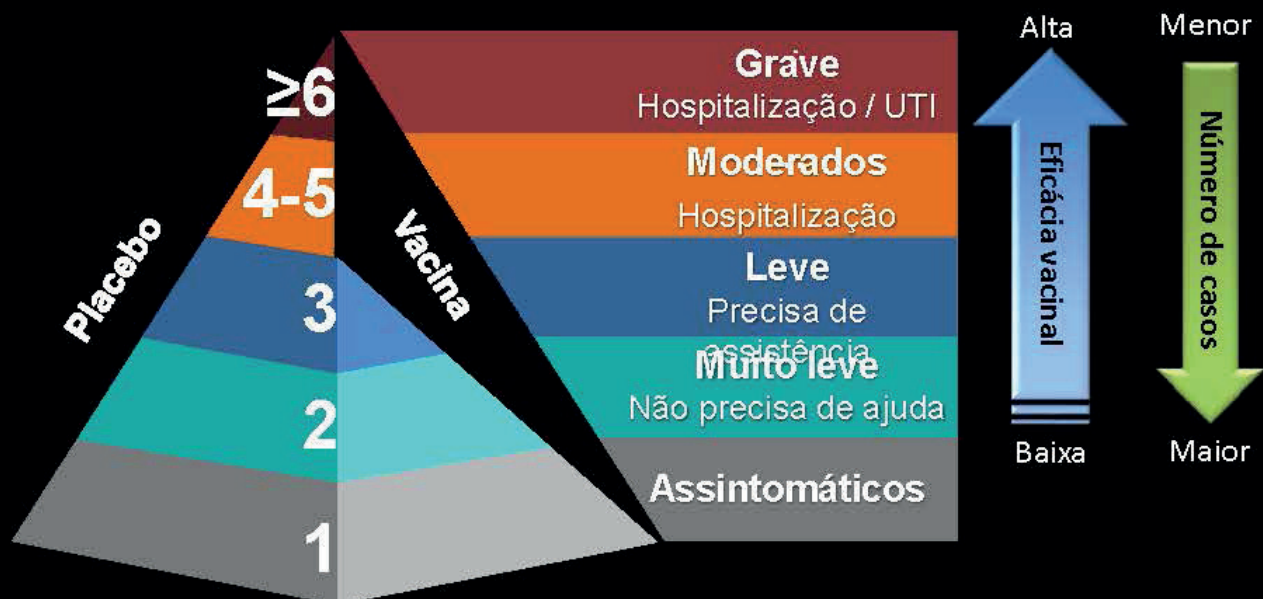 Placebo
≥6
4-5
3
2
1
Vacina
Grave
Hospitalização / UTI
Moderados
Hospitalização
Leve
Precisa de
assistência
Muito leve
Não precisa de ajuda
Assintomáticos
Alta
Eficácia vacinal
Baixa
Menor
Número de casos
Maior